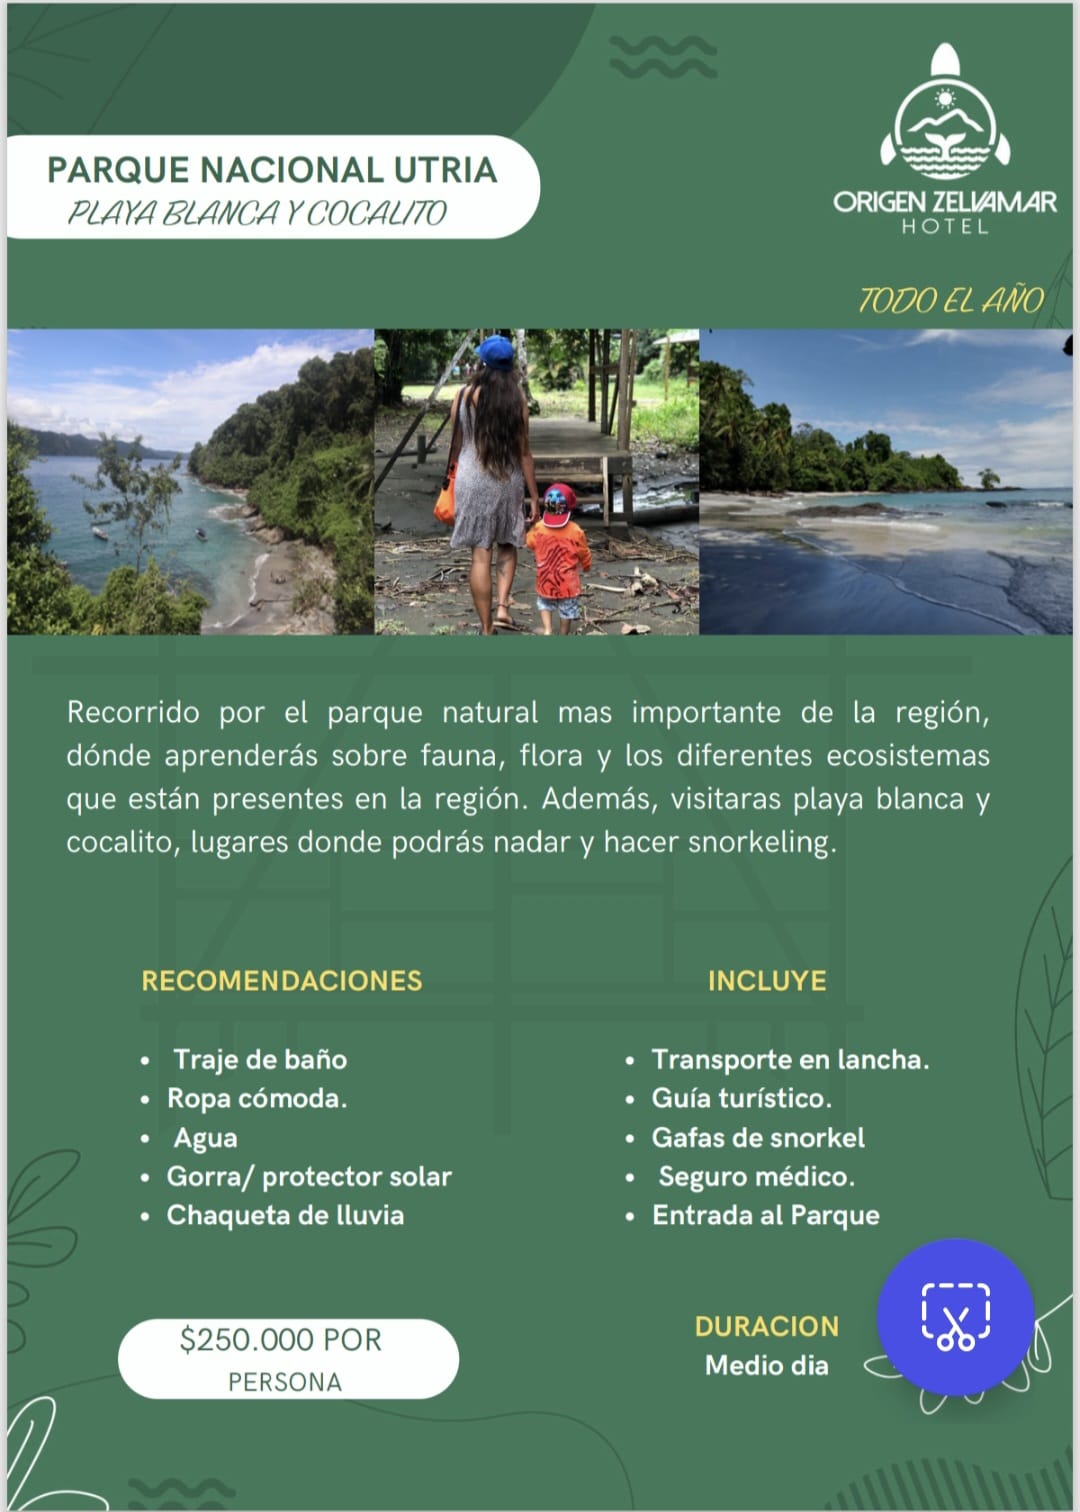 PARQUE NACIONAL UTRIA
PLAYA BLANCA Y COCALITO
ORIGEN ZELVAMAR
HOTEL
TODO EL AÑO
Recorrido por el parque natural mas importante de la región,
dónde aprenderás sobre fauna, flora y los diferentes ecosistemas
que están presentes en la región. Además, visitaras playa blanca y
cocalito, lugares donde podrás nadar y hacer snorkeling.
RECOMENDACIONES
• Traje de baño
• Ropa cómoda.
• Agua
• Gorra/ protector solar
• Chaqueta de lluvia
INCLUYE
• Transporte en lancha.
• Guía turístico.
• Gafas de snorkel
• Seguro médico.
• Entrada al Parque
$250.000 POR
PERSONA
DURACION
Medio dia